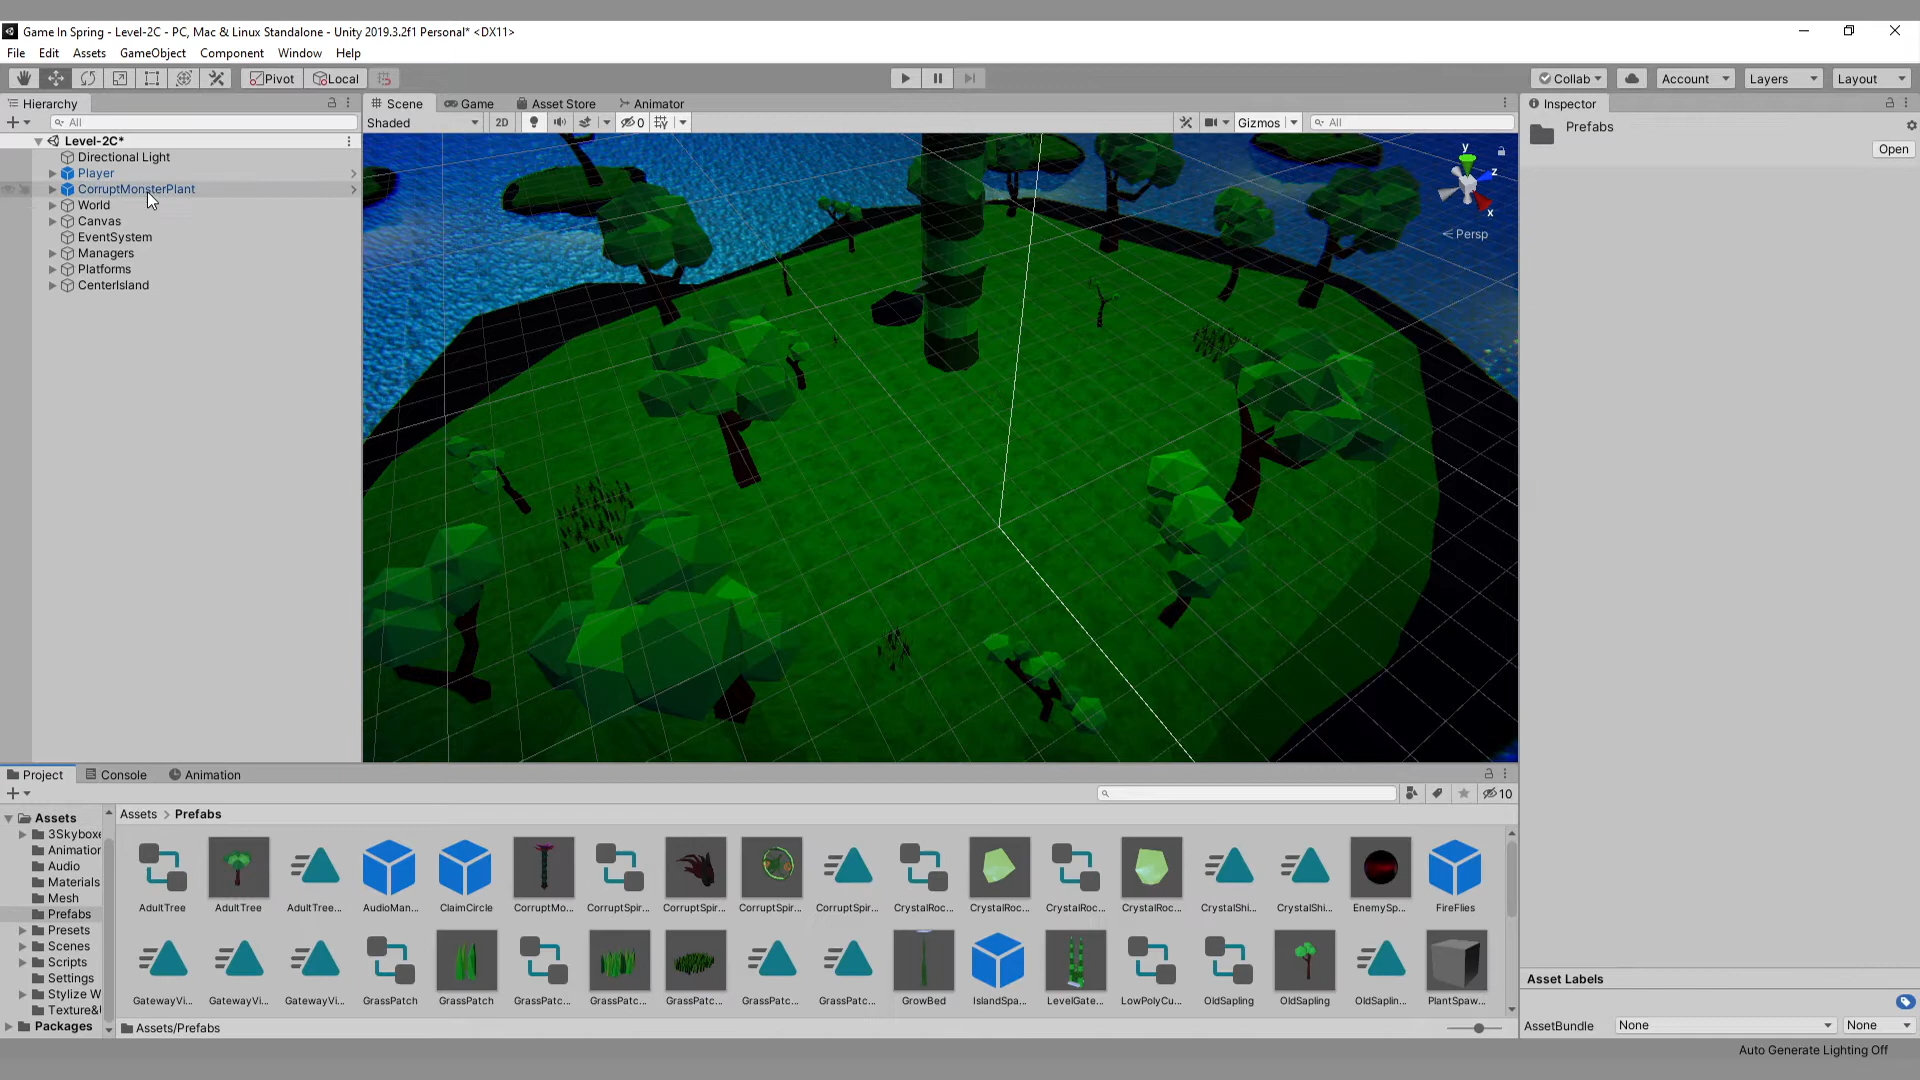 Game In Spring - Level-2C - PC, Mac & Linux Standalone - Unity 2019.3.2f1 Personal* <DX11>
File Edit Assets GameObject Component Window Help
Pivot Local Collab Account Layers Layout
Hierarchy Scene Game Asset Store Animator Inspector
All Shaded 2D 0 Gizmos All
Prefabs
Open
Level-2C*
Directional Light
Player
CorruptMonsterPlant
World
Canvas
EventSystem
Managers
Platforms
CenterIsland
y
z
x
Persp
Project Console Animation
10
Assets
3Skyboxe
Animation
Audio
Materials
Mesh
Prefabs
Presets
Scenes
Scripts
Settings
Stylize W
Texture&
Packages
Assets > Prefabs
AdultTree AdultTree AdultTree... AudioMan... ClaimCircle CorruptMo... CorruptSpir... CorruptSpir... CorruptSpir... CorruptSpir... CrystalRoc... CrystalRoc... CrystalRoc... CrystalRoc... CrystalShi... CrystalShi... EnemySp... FireFlies
GatewayVi... GatewayVi... GatewayVi... GrassPatch GrassPatch GrassPatc... GrassPatc... GrassPatc... GrassPatc... GrassPatc... GrowBed IslandSpa... LevelGate... LowPolyCu... OldSapling OldSapling OldSaplin... PlantSpaw...
Assets/Prefabs
Asset Labels
AssetBundle None None
Auto Generate Lighting Off